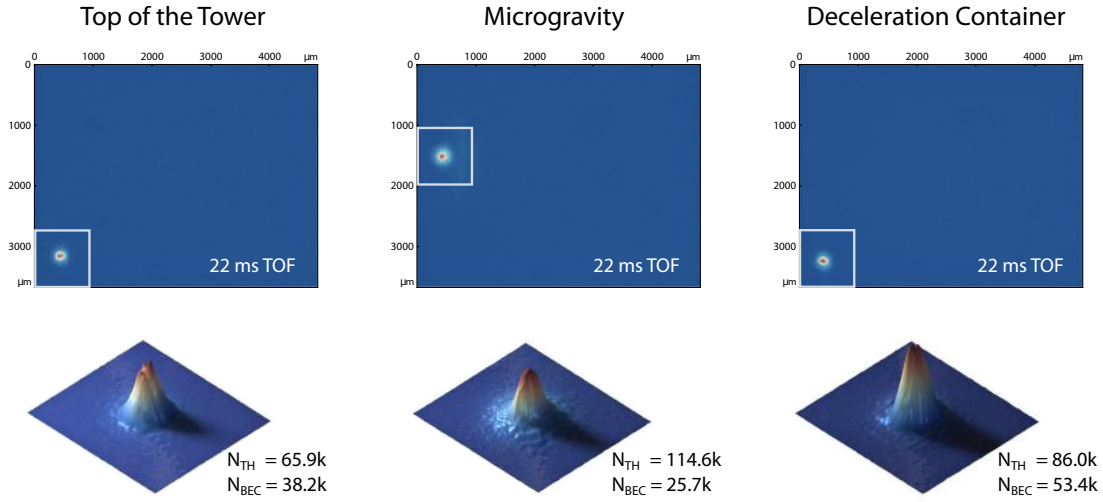 Top of the Tower
Microgravity
Deceleration Container
0 1000 2000 3000 4000 µm
0 1000 2000 3000 4000 µm
0 1000 2000 3000 4000 µm
0
1000
2000
3000
µm
22 ms TOF
0
1000
2000
3000
µm
22 ms TOF
0
1000
2000
3000
µm
22 ms TOF
N_TH = 65.9k
N_BEC = 38.2k
N_TH = 114.6k
N_BEC = 25.7k
N_TH = 86.0k
N_BEC = 53.4k